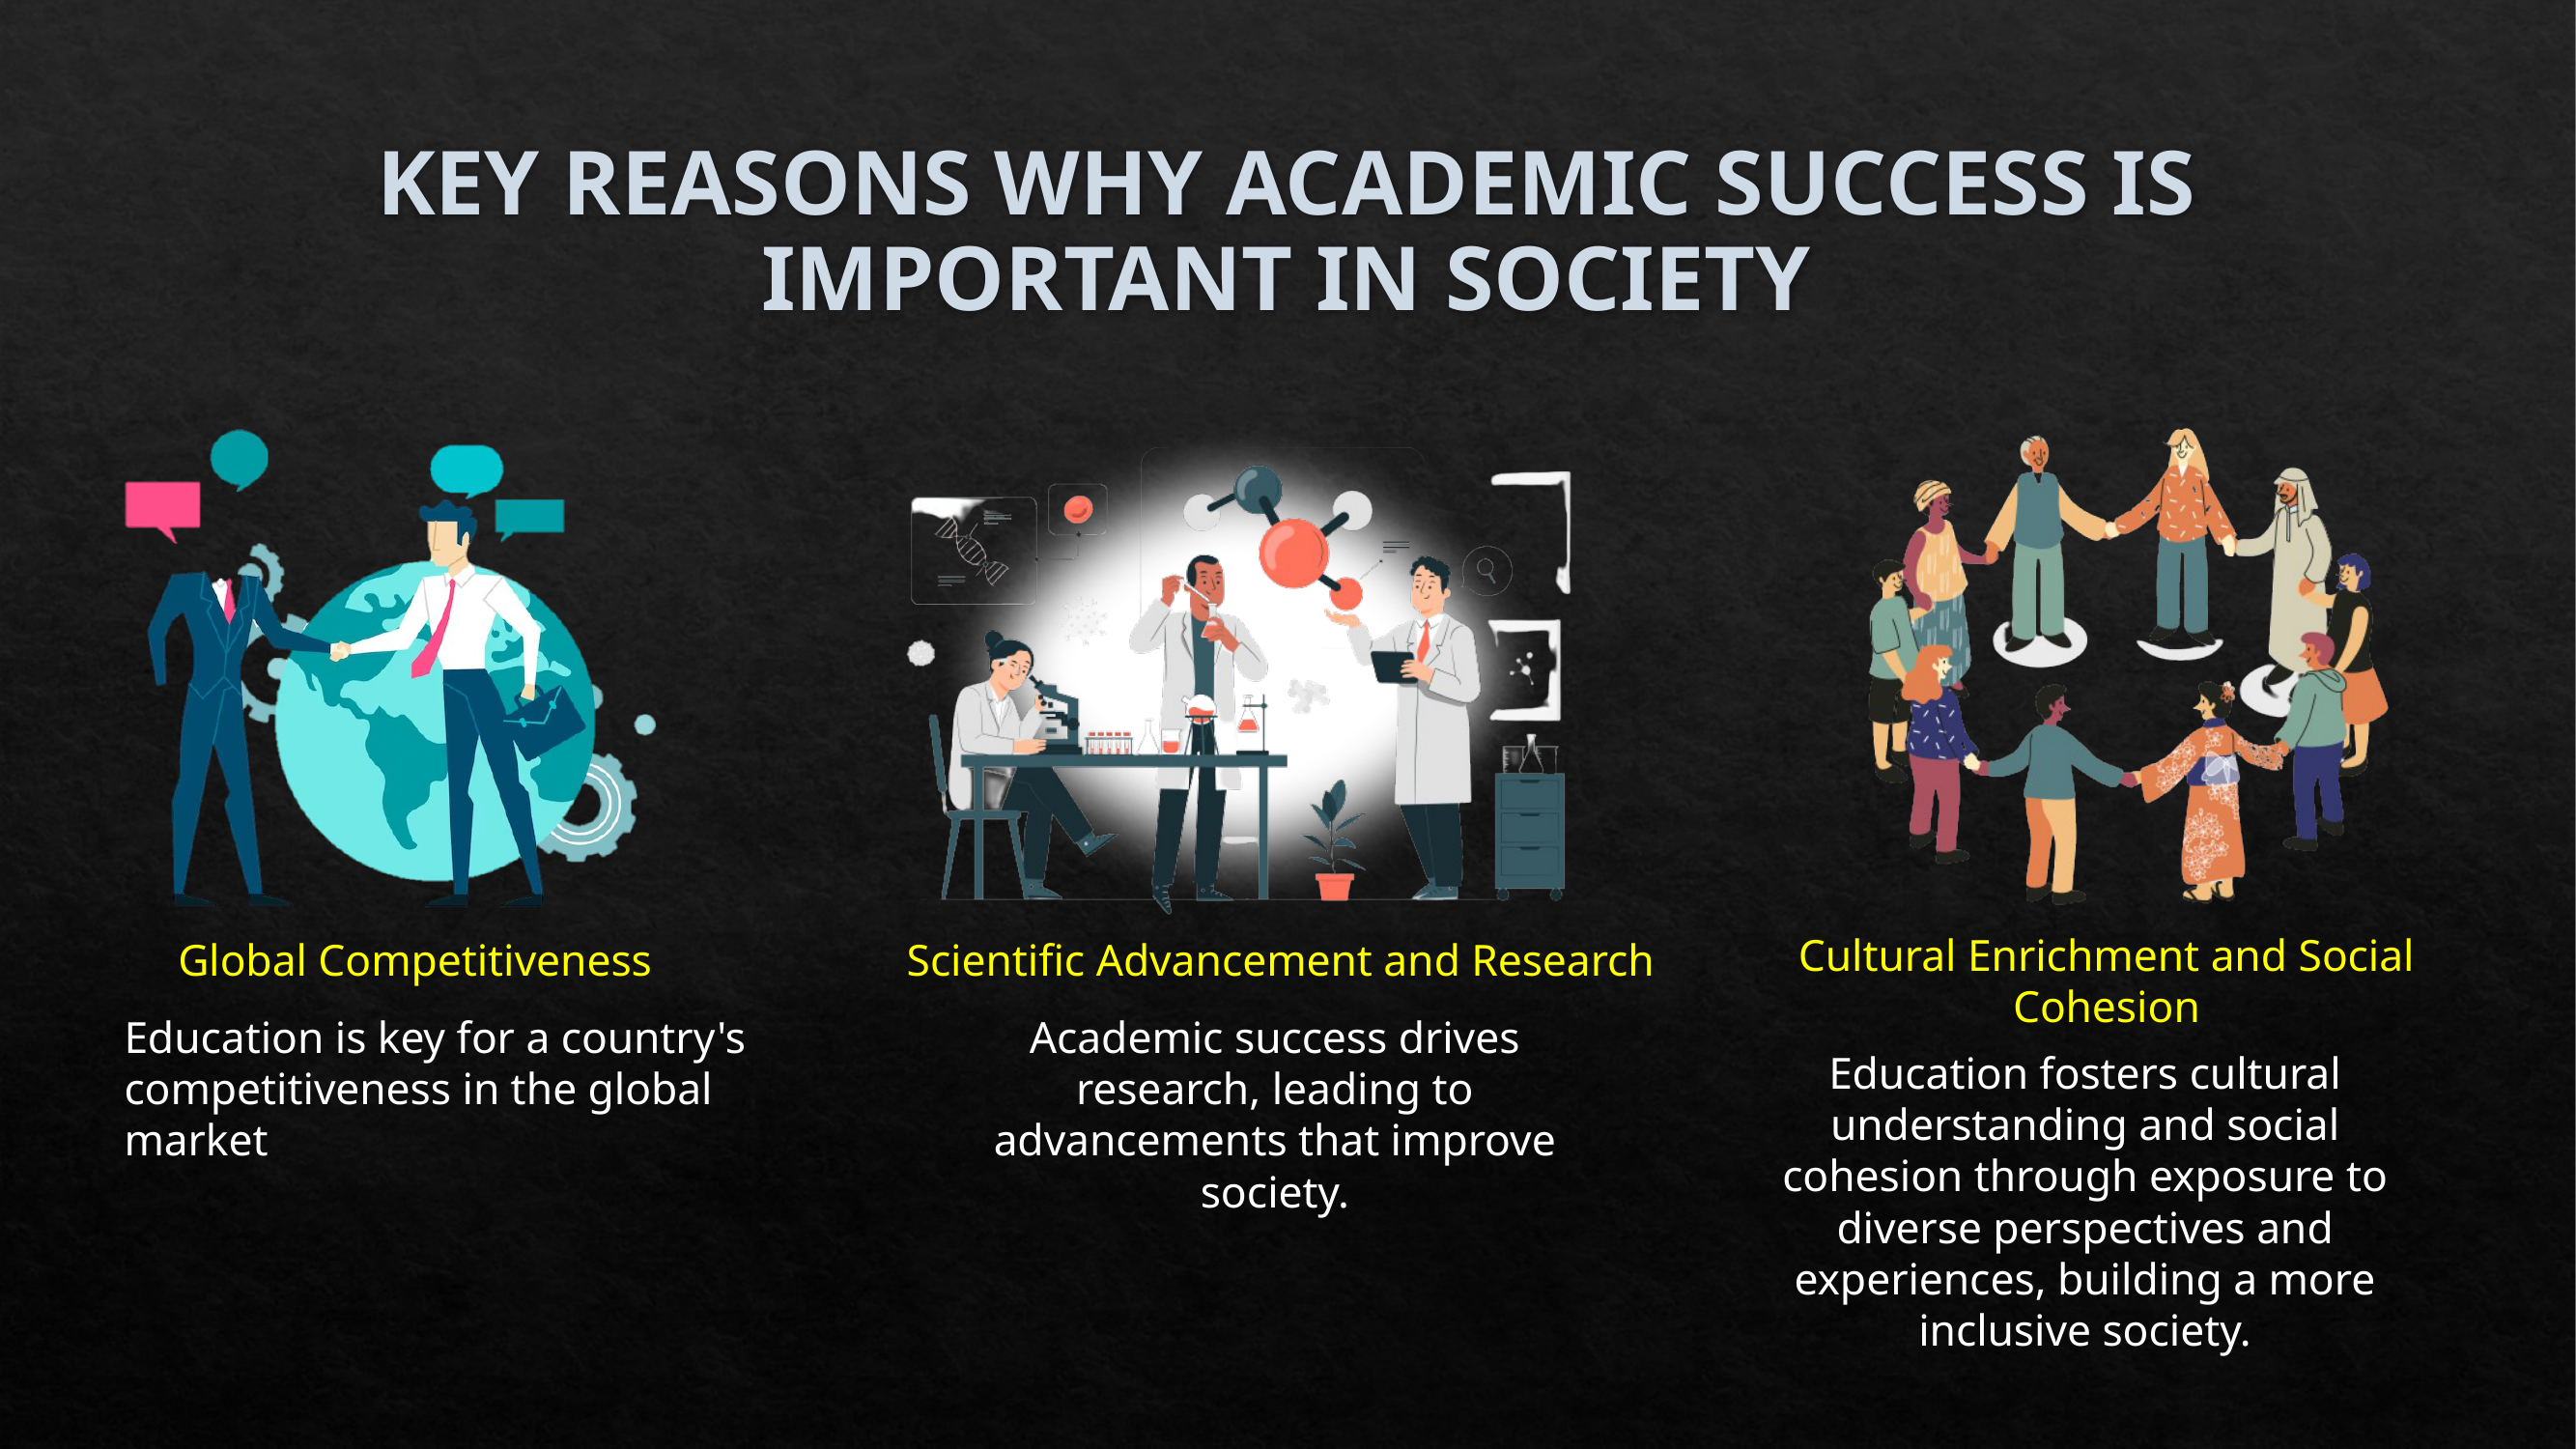 KEY REASONS WHY ACADEMIC SUCCESS IS
IMPORTANT IN SOCIETY
Global Competitiveness
Education is key for a country's
competitiveness in the global
market
Scientific Advancement and Research
Academic success drives
research, leading to
advancements that improve
society.
Cultural Enrichment and Social
Cohesion
Education fosters cultural
understanding and social
cohesion through exposure to
diverse perspectives and
experiences, building a more
inclusive society.